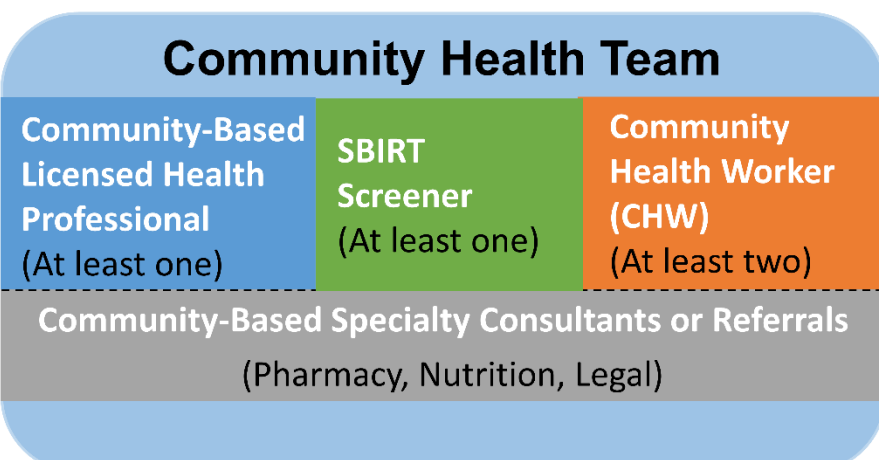 Community Health Team
Community-Based
Licensed Health
Professional
(At least one)
SBIRT
Screener
(At least one)
Community
Health Worker
(CHW)
(At least two)
Community-Based Specialty Consultants or Referrals
(Pharmacy, Nutrition, Legal)